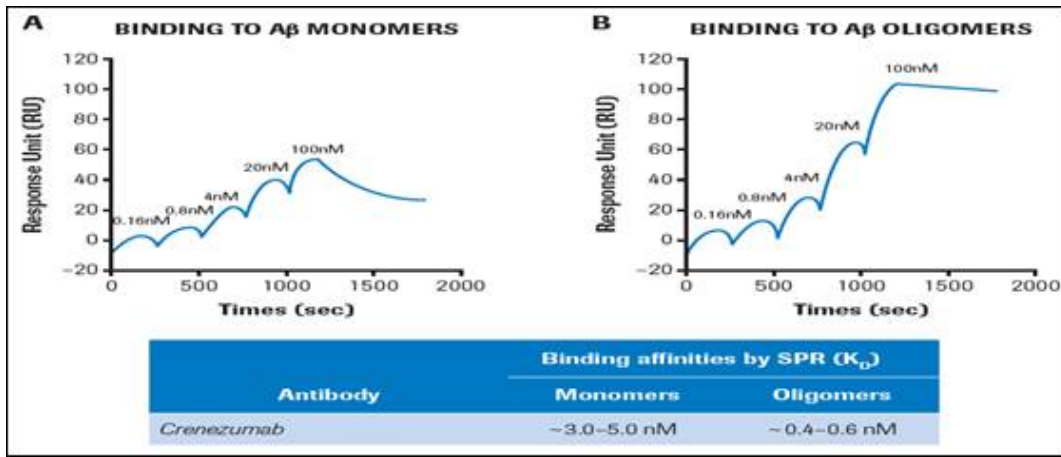 A BINDING TO Aβ MONOMERS
120
100
80
60
40
20
0
−20
Response Unit (RU)
0.16nM
0.8nM
4nM
20nM
100nM
0 500 1000 1500 2000
Times (sec)
B BINDING TO Aβ OLIGOMERS
120
100
80
60
40
20
0
−20
Response Unit (RU)
0.16nM
0.8nM
4nM
20nM
100nM
0 500 1000 1500 2000
Times (sec)
Binding affinities by SPR (K_D)
Antibody Monomers Oligomers
Crenezumab ~3.0–5.0 nM ~0.4–0.6 nM